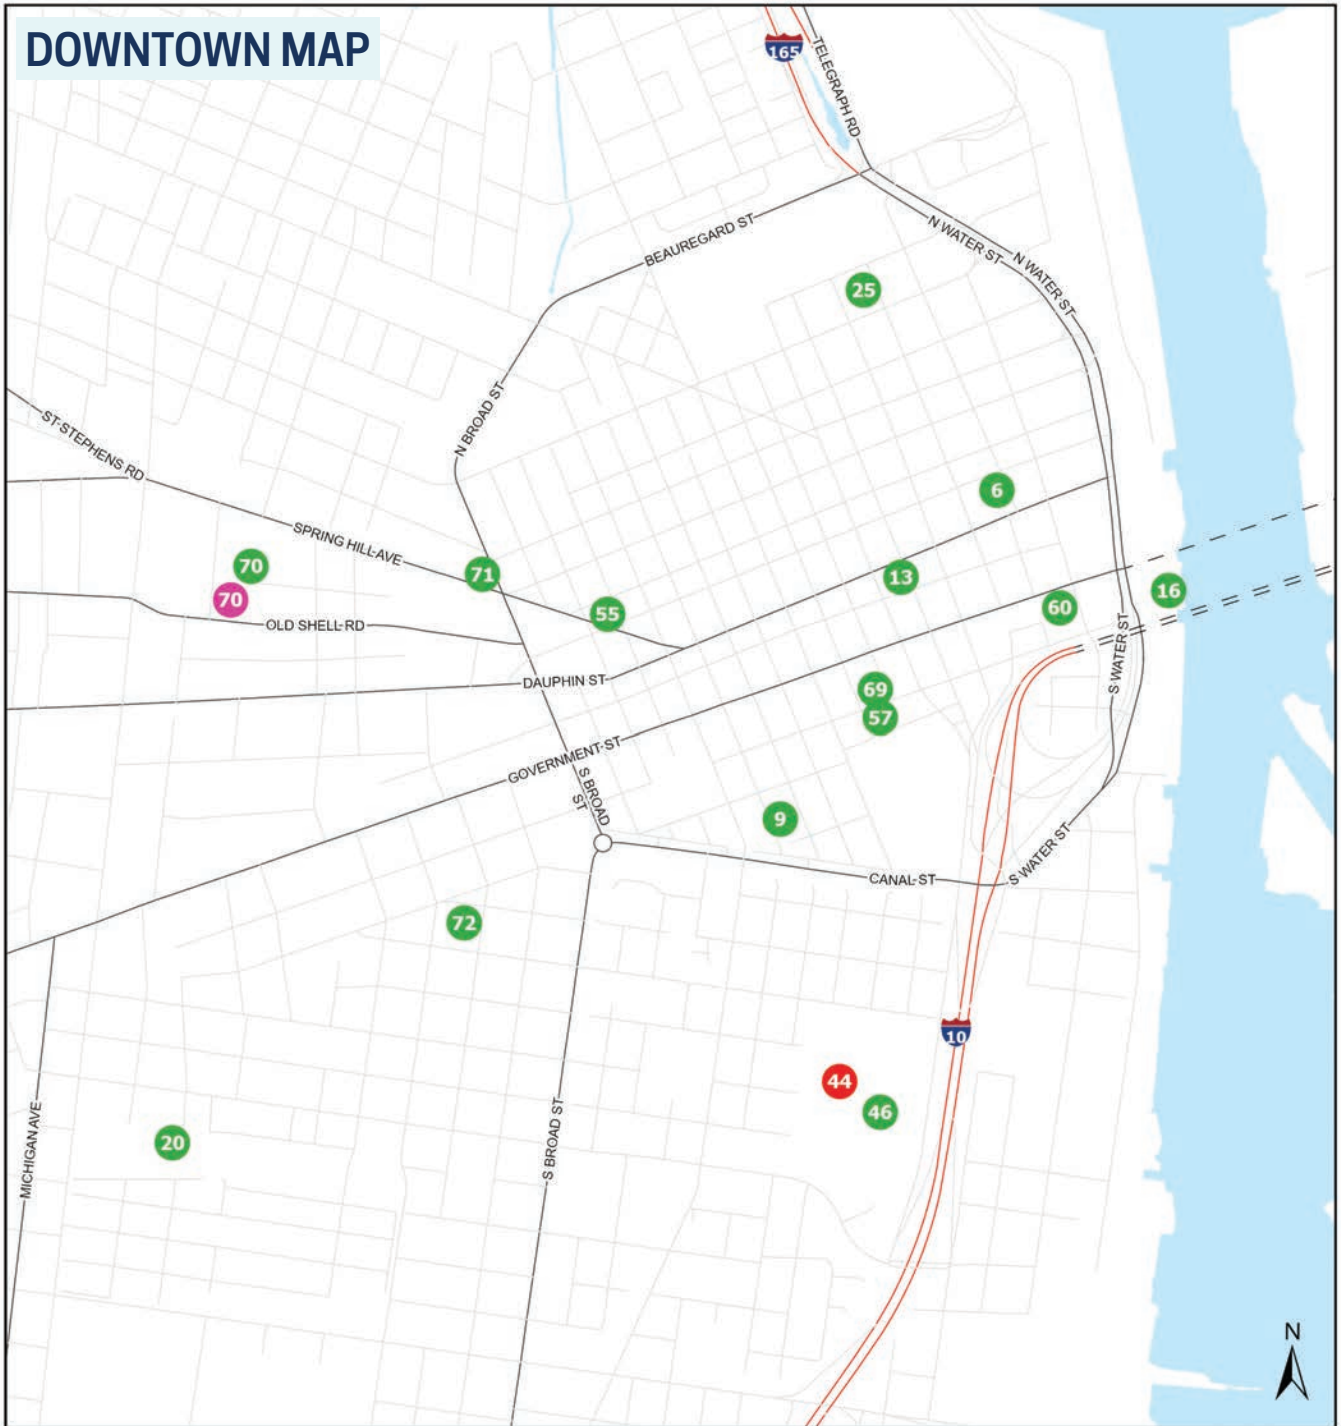 DOWNTOWN MAP
165
TELEGRAPH RD
BEAUREGARD ST
N WATER ST
N WATER ST
25
N BROAD ST
ST STEPHENS RD
6
SPRING HILL AVE
70
71
13
16
70
55
60
OLD SHELL RD
S WATER ST
DAUPHIN ST
69
57
GOVERNMENT ST
S BROAD
ST
9
S WATER ST
CANAL ST
72
10
44
46
MICHIGAN AVE
20
S BROAD ST
N